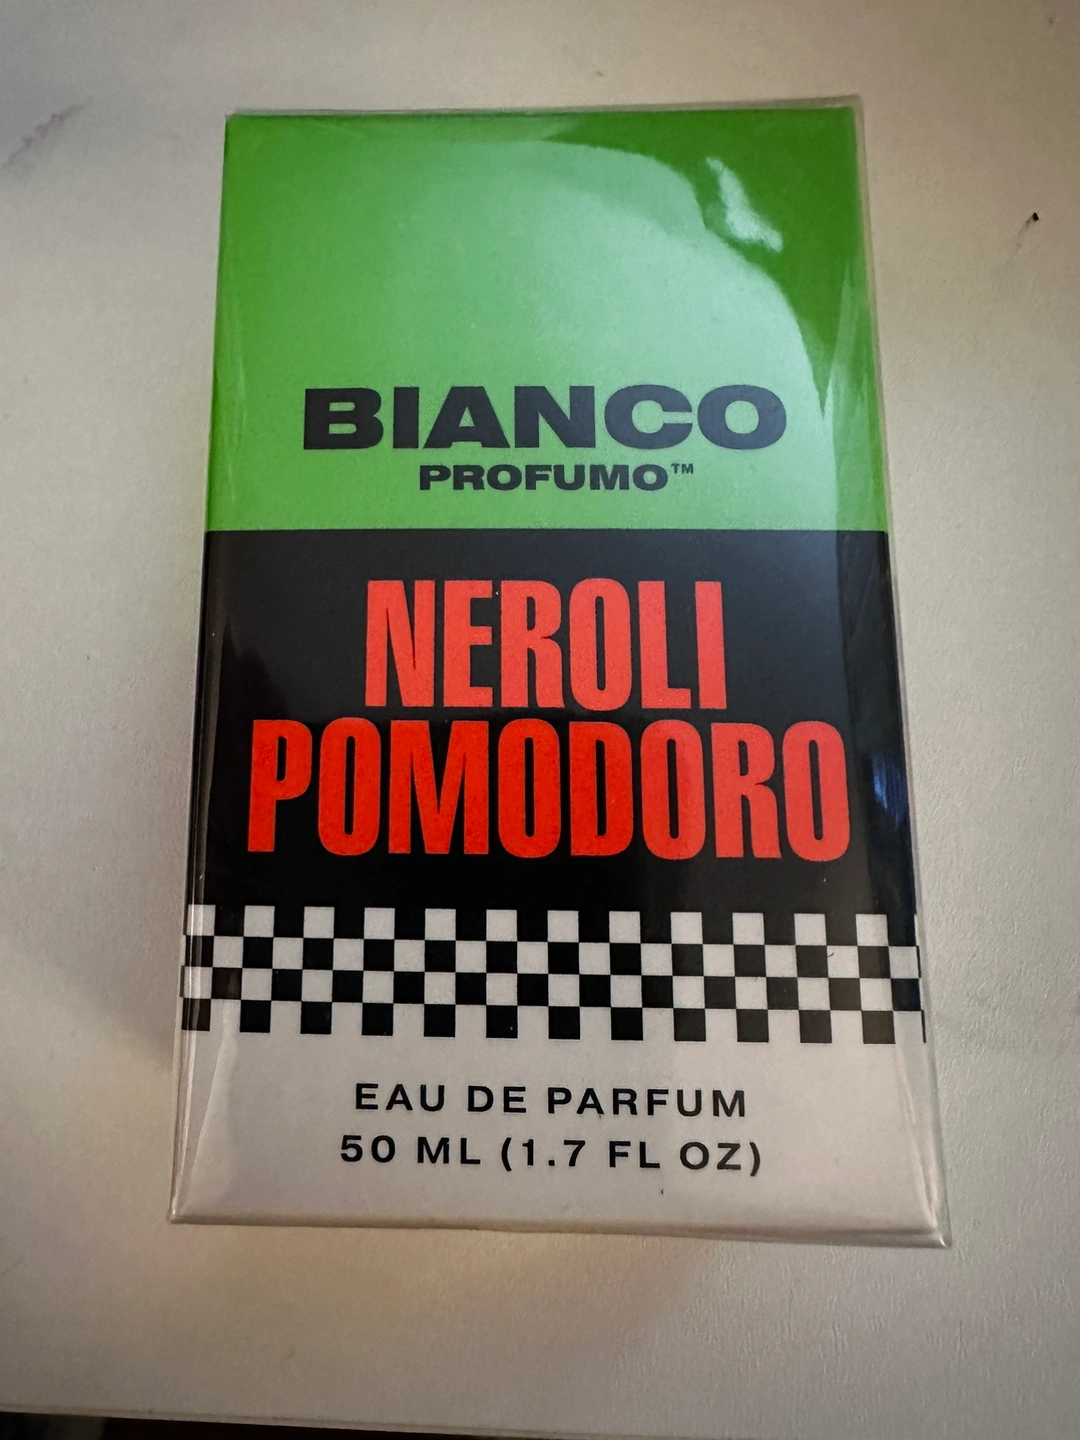 BIANCO
PROFUMO™
NEROLI
POMODORO
EAU DE PARFUM
50 ML (1.7 FL OZ)